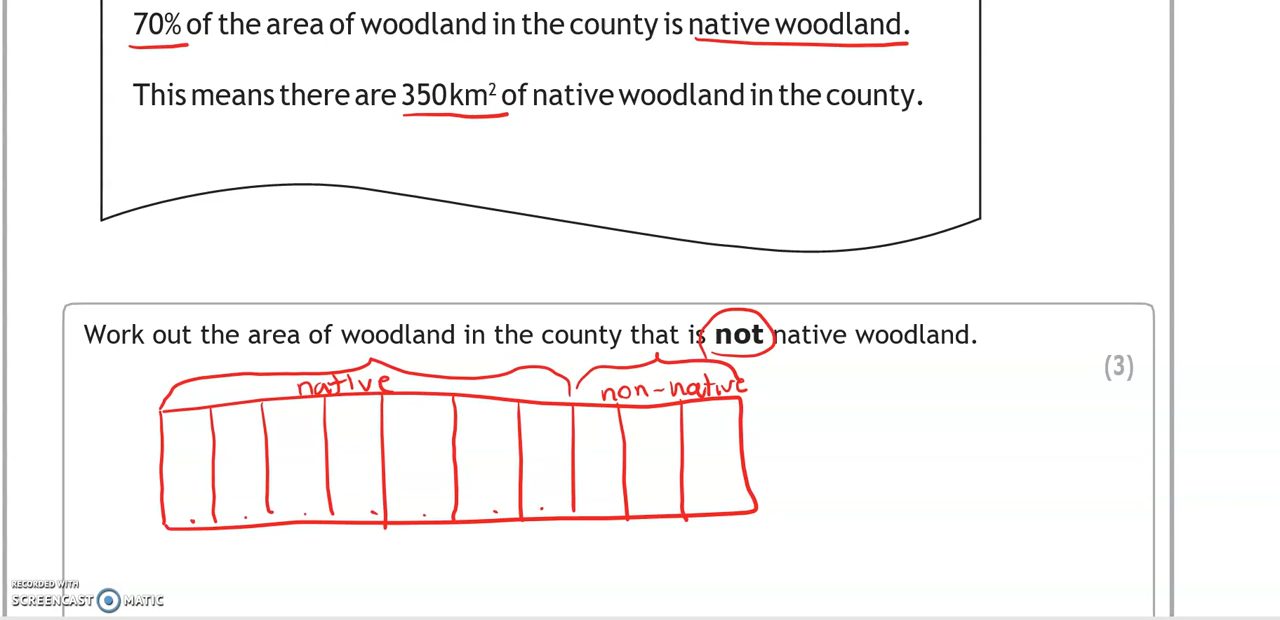 70% of the area of woodland in the county is native woodland.
This means there are 350 km² of native woodland in the county.
Work out the area of woodland in the county that is not native woodland.
(3)
native non-native
RECORDED WITH
SCREENCAST MATIC